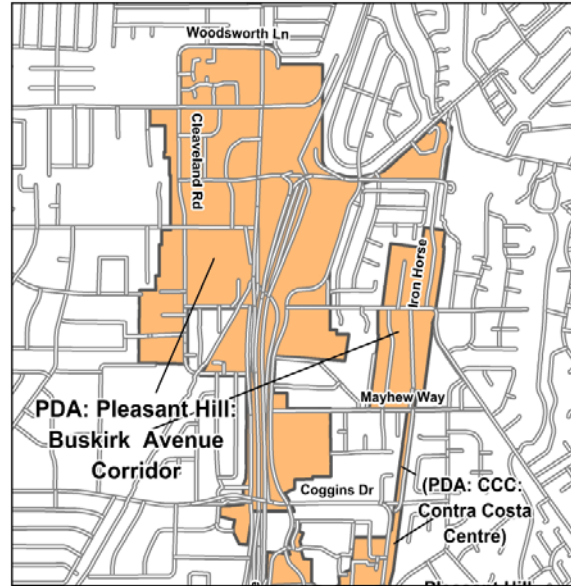 Woodsworth Ln
Cleaveland Rd
Iron Horse
Mayhew Way
PDA: Pleasant Hill:
Buskirk Avenue
Corridor
Coggins Dr
(PDA: CCC:
Contra Costa
Centre)